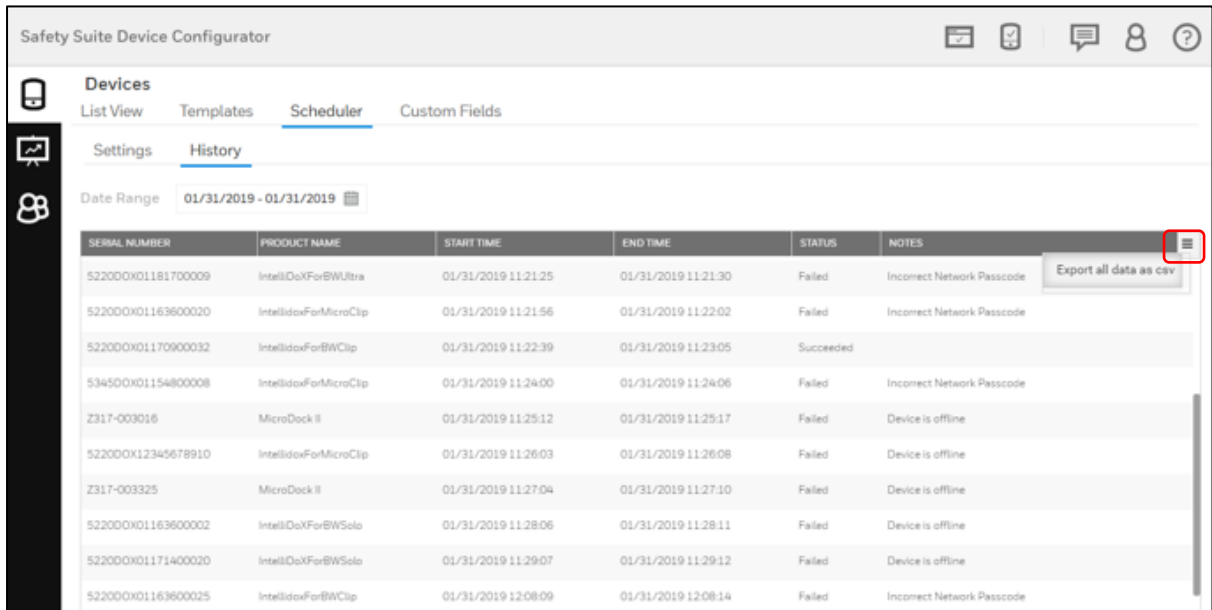 Safety Suite Device Configurator
Devices
List View Templates Scheduler Custom Fields
Settings History
Date Range 01/31/2019 - 01/31/2019
SERIAL NUMBER PRODUCT NAME START TIME END TIME STATUS NOTES
Export all data as csv
5220DOX01181700009 IntelliDoXForBWUltra 01/31/2019 11:21:25 01/31/2019 11:21:30 Failed Incorrect Network Passcode
5220DOX01163600020 IntellidoxForMicroClip 01/31/2019 11:21:56 01/31/2019 11:22:02 Failed Incorrect Network Passcode
5220DOX01170900032 IntellidoxForBWClip 01/31/2019 11:22:39 01/31/2019 11:23:05 Succeeded
5345DOX01154800008 IntellidoxForMicroClip 01/31/2019 11:24:00 01/31/2019 11:24:06 Failed Incorrect Network Passcode
Z317-003016 MicroDock II 01/31/2019 11:25:12 01/31/2019 11:25:17 Failed Device is offline
5220DOX12345678910 IntellidoxForMicroClip 01/31/2019 11:26:03 01/31/2019 11:26:08 Failed Device is offline
Z317-003325 MicroDock II 01/31/2019 11:27:04 01/31/2019 11:27:10 Failed Device is offline
5220DOX01163600002 IntelliDoXForBWSolo 01/31/2019 11:28:06 01/31/2019 11:28:11 Failed Device is offline
5220DOX01171400020 IntelliDoXForBWSolo 01/31/2019 11:29:07 01/31/2019 11:29:12 Failed Device is offline
5220DOX01163600025 IntellidoxForBWClip 01/31/2019 12:08:09 01/31/2019 12:08:14 Failed Incorrect Network Passcode